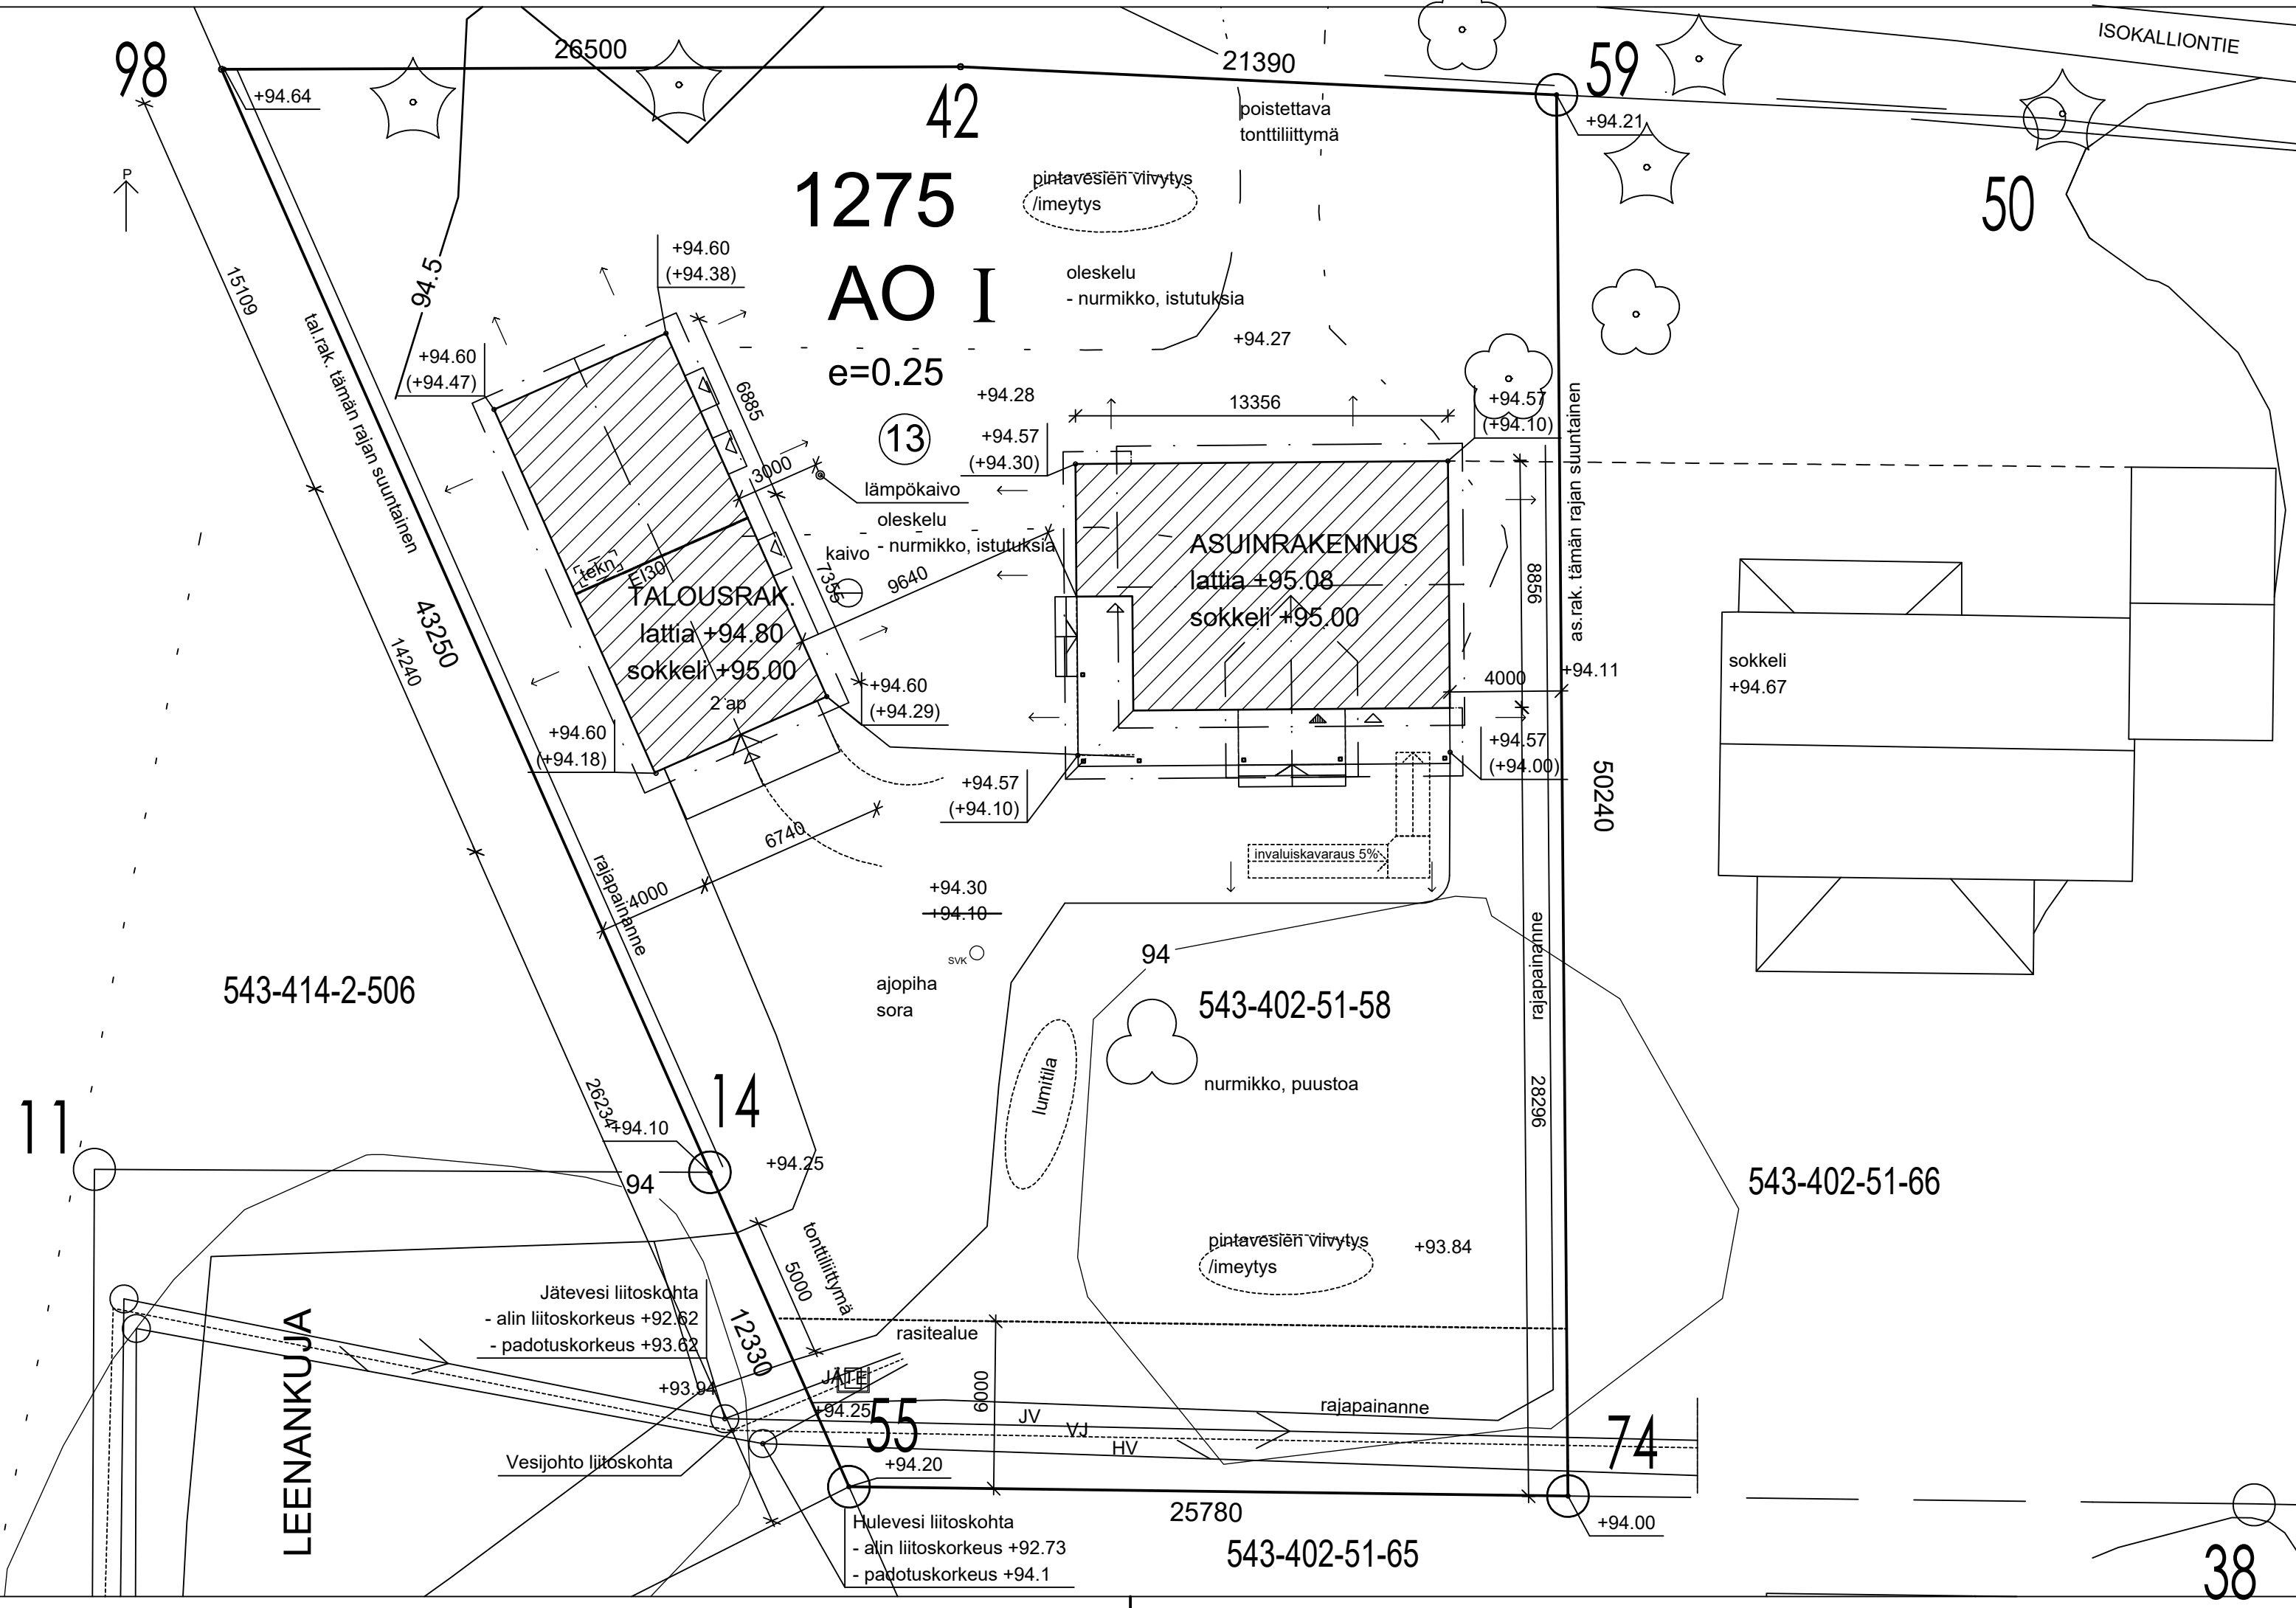 98
+94.64
26500
42
21390
59
+94.21
ISOKALLIONTIE
50
poistettava
tonttiliittymä
P
15109
94.5
1275
AO I
e=0.25
13
pintavesien viivytys
/imeytys
oleskelu
- nurmikko, istutuksia
+94.27
+94.28
+94.60
(+94.38)
+94.60
(+94.47)
tal.rak. tämän rajan suuntainen
6885
3000
lämpökaivo
oleskelu
- nurmikko, istutuksia
kaivo
7355
9640
+94.57
(+94.30)
13356
+94.57
(+94.10)
as.rak. tämän rajan suuntainen
tekn.
EI30
TALOUSRAK.
lattia +94.80
sokkeli +95.00
2 ap
ASUINRAKENNUS
lattia +95.08
sokkeli +95.00
8856
4000
+94.11
sokkeli
+94.67
43250
14240
+94.60
(+94.29)
+94.60
(+94.18)
+94.57
(+94.10)
+94.57
(+94.00)
50240
6740
4000
rajapainanne
invaluiskavaraus 5%
+94.30
+94.10
SVK
ajopiha
sora
94
543-414-2-506
543-402-51-58
nurmikko, puustoa
lumitila
rajapainanne
28296
543-402-51-66
11
14
26234
+94.10
+94.25
94
tonttiliittymä
5000
pintavesien viivytys
/imeytys
+93.84
Jätevesi liitoskohta
- alin liitoskorkeus +92.62
- padotuskorkeus +93.62
12330
rasitealue
LEENANKUJA
+93.94
JÄTE
+94.25
55
6000
JV
VJ
HV
rajapainanne
74
Vesijohto liitoskohta
+94.20
25780
+94.00
Hulevesi liitoskohta
- alin liitoskorkeus +92.73
- padotuskorkeus +94.1
543-402-51-65
38